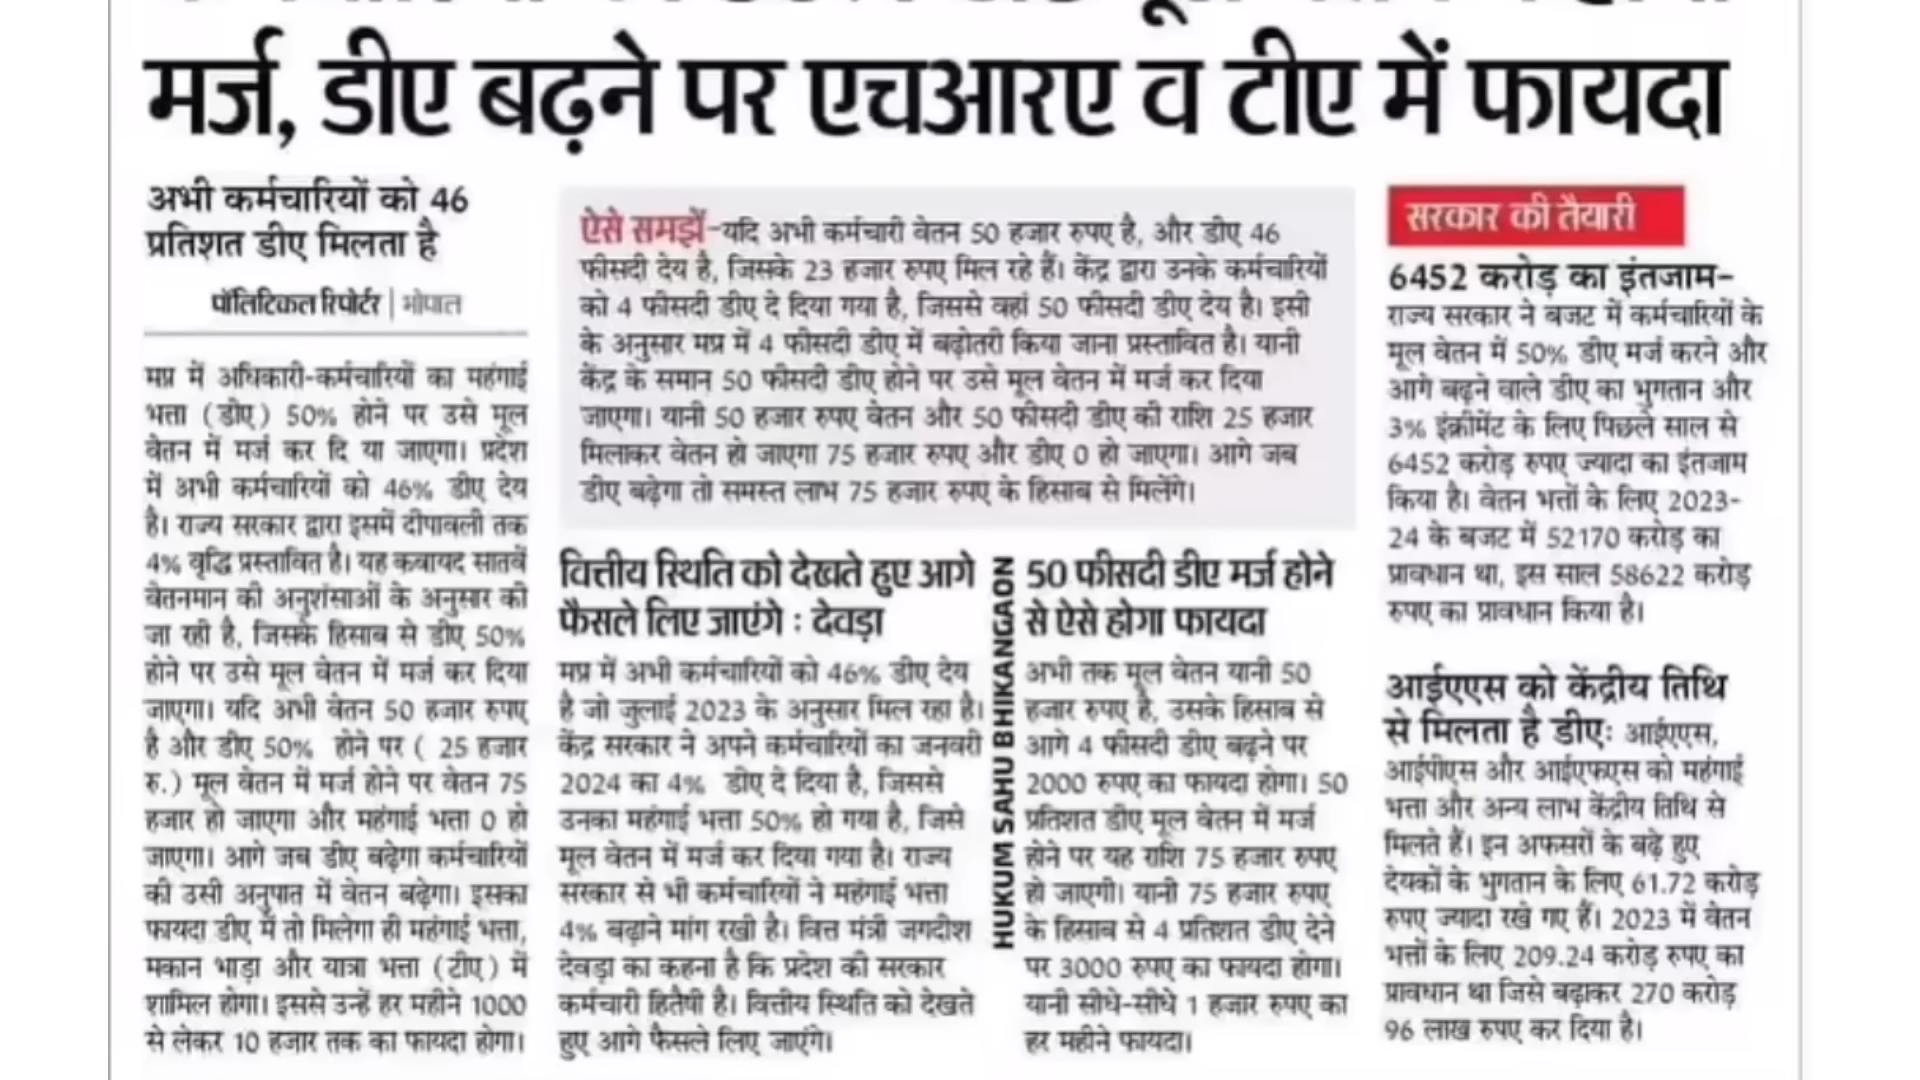 मर्ज, डीए बढ़ने पर एचआरए व टीए में फायदा
अभी कर्मचारियों को 46
प्रतिशत डीए मिलता है
पॉलिटिकल रिपोर्टर | भोपाल
मप्र में अधिकारी-कर्मचारियों का महंगाई
भत्ता (डीए) 50% होने पर उसे मूल
वेतन में मर्ज कर दि या जाएगा। प्रदेश
में अभी कर्मचारियों को 46% डीए देय
है। राज्य सरकार द्वारा इसमें दीपावली तक
4% वृद्धि प्रस्तावित है। यह कवायद सातवें
वेतनमान की अनुशंसाओं के अनुसार की
जा रही है, जिसके हिसाब से डीए 50%
होने पर उसे मूल वेतन में मर्ज कर दिया
जाएगा। यदि अभी वेतन 50 हजार रुपए
है और डीए 50% होने पर ( 25 हजार
रु.) मूल वेतन में मर्ज होने पर वेतन 75
हजार हो जाएगा और महंगाई भत्ता 0 हो
जाएगा। आगे जब डीए बढ़ेगा कर्मचारियों
की उसी अनुपात में वेतन बढ़ेगा। इसका
फायदा डीए में तो मिलेगा ही महंगाई भत्ता,
मकान भाड़ा और यात्रा भत्ता (टीए) में
शामिल होगा। इससे उन्हें हर महीने 1000
से लेकर 10 हजार तक का फायदा होगा।
ऐसे समझें-यदि अभी कर्मचारी वेतन 50 हजार रुपए है, और डीए 46
फीसदी देय है, जिसके 23 हजार रुपए मिल रहे हैं। केंद्र द्वारा उनके कर्मचारियों
को 4 फीसदी डीए दे दिया गया है, जिससे वहां 50 फीसदी डीए देय है। इसी
के अनुसार मप्र में 4 फीसदी डीए में बढ़ोतरी किया जाना प्रस्तावित है। यानी
केंद्र के समान 50 फीसदी डीए होने पर उसे मूल वेतन में मर्ज कर दिया
जाएगा। यानी 50 हजार रुपए वेतन और 50 फीसदी डीए की राशि 25 हजार
मिलाकर वेतन हो जाएगा 75 हजार रुपए और डीए 0 हो जाएगा। आगे जब
डीए बढ़ेगा तो समस्त लाभ 75 हजार रुपए के हिसाब से मिलेंगे।
वित्तीय स्थिति को देखते हुए आगे
फैसले लिए जाएंगे : देवड़ा
मप्र में अभी कर्मचारियों को 46% डीए देय
है जो जुलाई 2023 के अनुसार मिल रहा है।
केंद्र सरकार ने अपने कर्मचारियों का जनवरी
2024 का 4% डीए दे दिया है, जिससे
उनका महंगाई भत्ता 50% हो गया है, जिसे
मूल वेतन में मर्ज कर दिया गया है। राज्य
सरकार से भी कर्मचारियों ने महंगाई भत्ता
4% बढ़ाने मांग रखी है। वित्त मंत्री जगदीश
देवड़ा का कहना है कि प्रदेश की सरकार
कर्मचारी हितैषी है। वित्तीय स्थिति को देखते
हुए आगे फैसले लिए जाएंगे।
HUKUM SAHU BHIKANGAON
50 फीसदी डीए मर्ज होने
से ऐसे होगा फायदा
अभी तक मूल वेतन यानी 50
हजार रुपए है, उसके हिसाब से
आगे 4 फीसदी डीए बढ़ने पर
2000 रुपए का फायदा होगा। 50
प्रतिशत डीए मूल वेतन में मर्ज
होने पर यह राशि 75 हजार रुपए
हो जाएगी। यानी 75 हजार रुपए
के हिसाब से 4 प्रतिशत डीए देने
पर 3000 रुपए का फायदा होगा।
यानी सीधे-सीधे 1 हजार रुपए का
हर महीने फायदा।
सरकार की तैयारी
6452 करोड़ का इंतजाम-
राज्य सरकार ने बजट में कर्मचारियों के
मूल वेतन में 50% डीए मर्ज करने और
आगे बढ़ने वाले डीए का भुगतान और
3% इंक्रीमेंट के लिए पिछले साल से
6452 करोड़ रुपए ज्यादा का इंतजाम
किया है। वेतन भत्तों के लिए 2023-
24 के बजट में 52170 करोड़ का
प्रावधान था, इस साल 58622 करोड़
रुपए का प्रावधान किया है।
आईएएस को केंद्रीय तिथि
से मिलता है डीए: आईएएस,
आईपीएस और आईएफएस को महंगाई
भत्ता और अन्य लाभ केंद्रीय तिथि से
मिलते हैं। इन अफसरों के बढ़े हुए
देयकों के भुगतान के लिए 61.72 करोड़
रुपए ज्यादा रखे गए हैं। 2023 में वेतन
भत्तों के लिए 209.24 करोड़ रुपए का
प्रावधान था जिसे बढ़ाकर 270 करोड़
96 लाख रुपए कर दिया है।